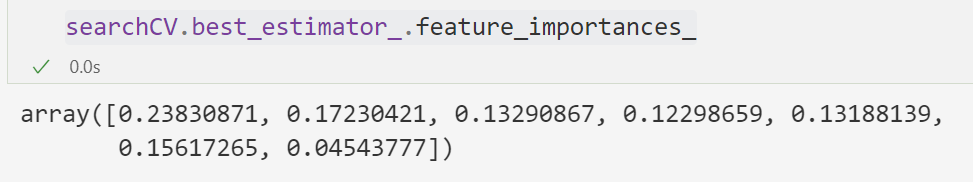 searchCV.best_estimator_.feature_importances_
✓ 0.0s
array([0.23830871, 0.17230421, 0.13290867, 0.12298659, 0.13188139,
0.15617265, 0.04543777])